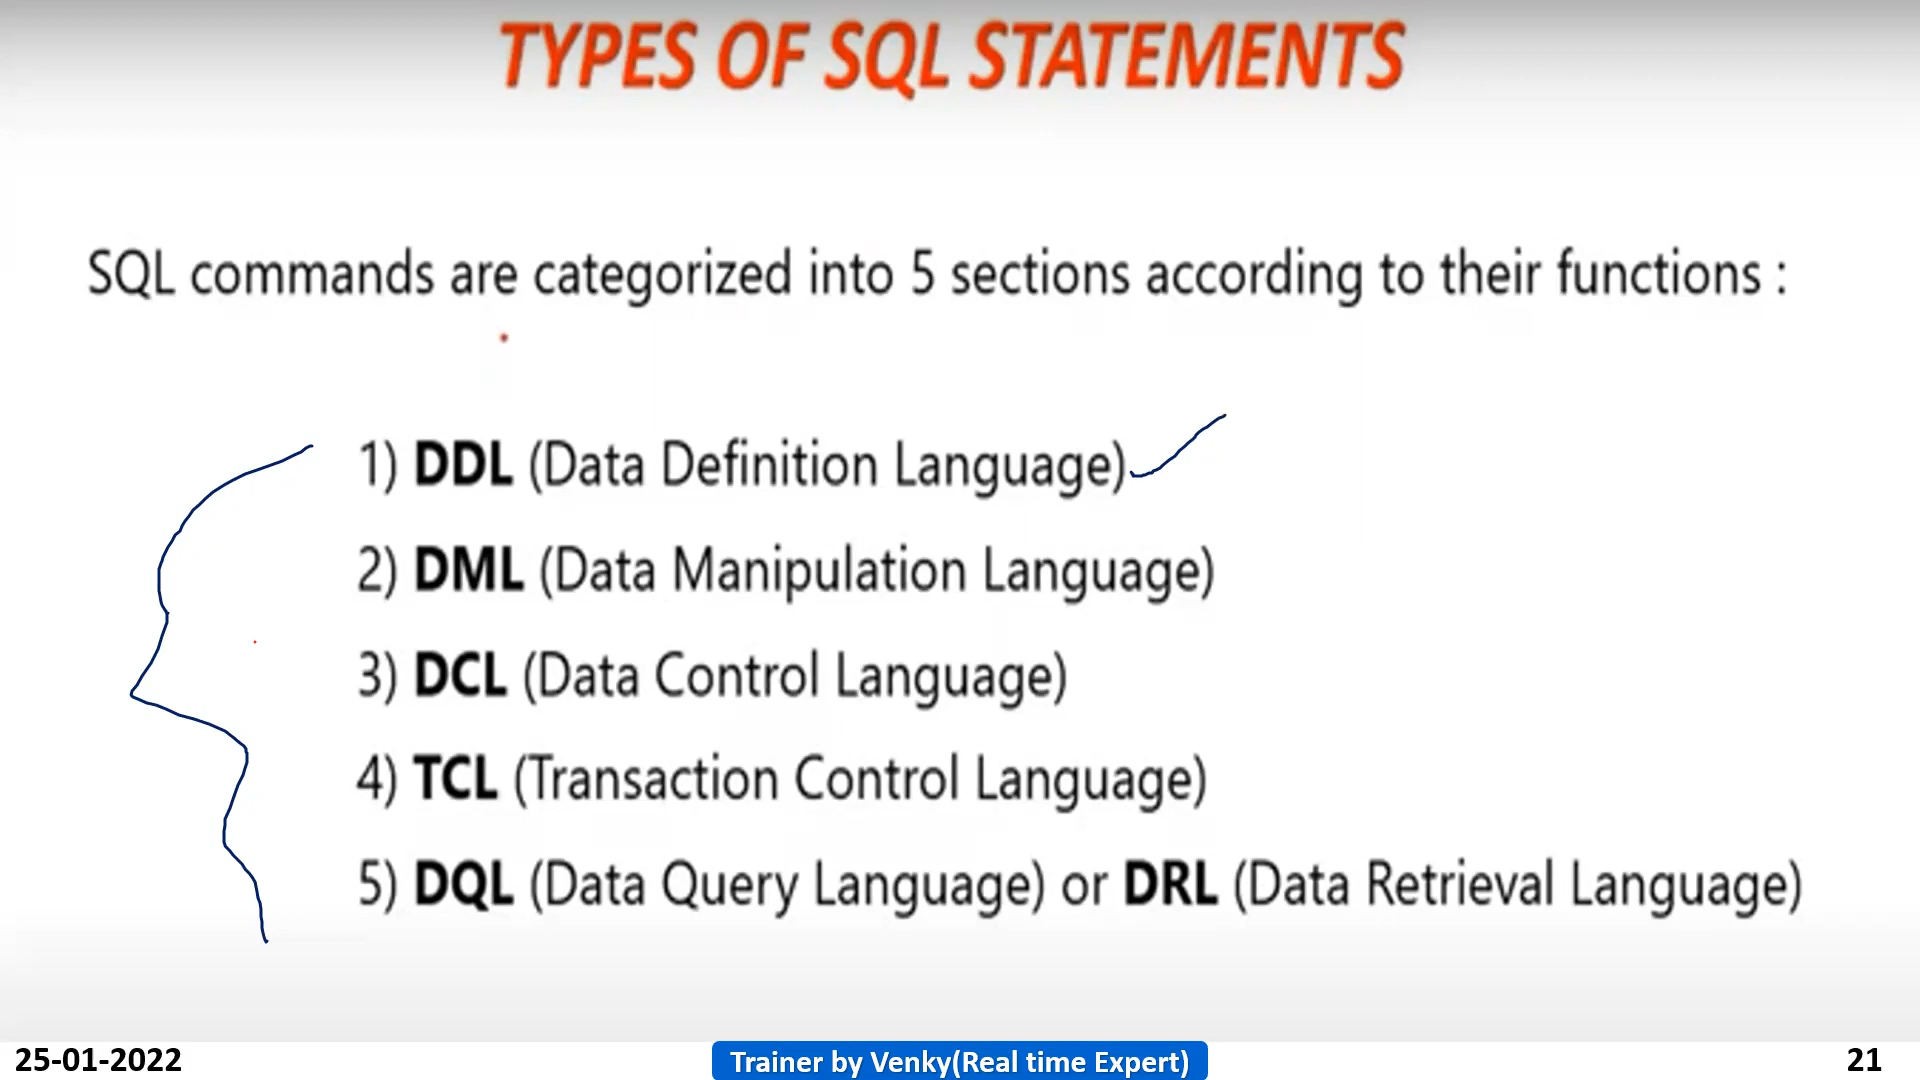 TYPES OF SQL STATEMENTS
SQL commands are categorized into 5 sections according to their functions :
1) DDL (Data Definition Language)
2) DML (Data Manipulation Language)
3) DCL (Data Control Language)
4) TCL (Transaction Control Language)
5) DQL (Data Query Language) or DRL (Data Retrieval Language)
25-01-2022
Trainer by Venky(Real time Expert)
21